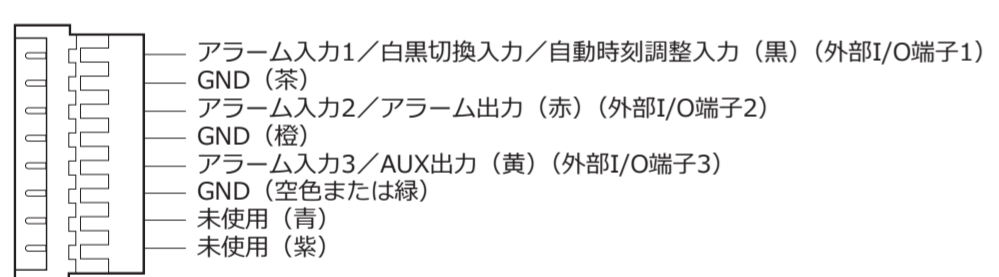 アラーム入力1／白黒切換入力／自動時刻調整入力（黒）（外部I/O端子1）
GND（茶）
アラーム入力2／アラーム出力（赤）（外部I/O端子2）
GND（橙）
アラーム入力3／AUX出力（黄）（外部I/O端子3）
GND（空色または緑）
未使用（青）
未使用（紫）